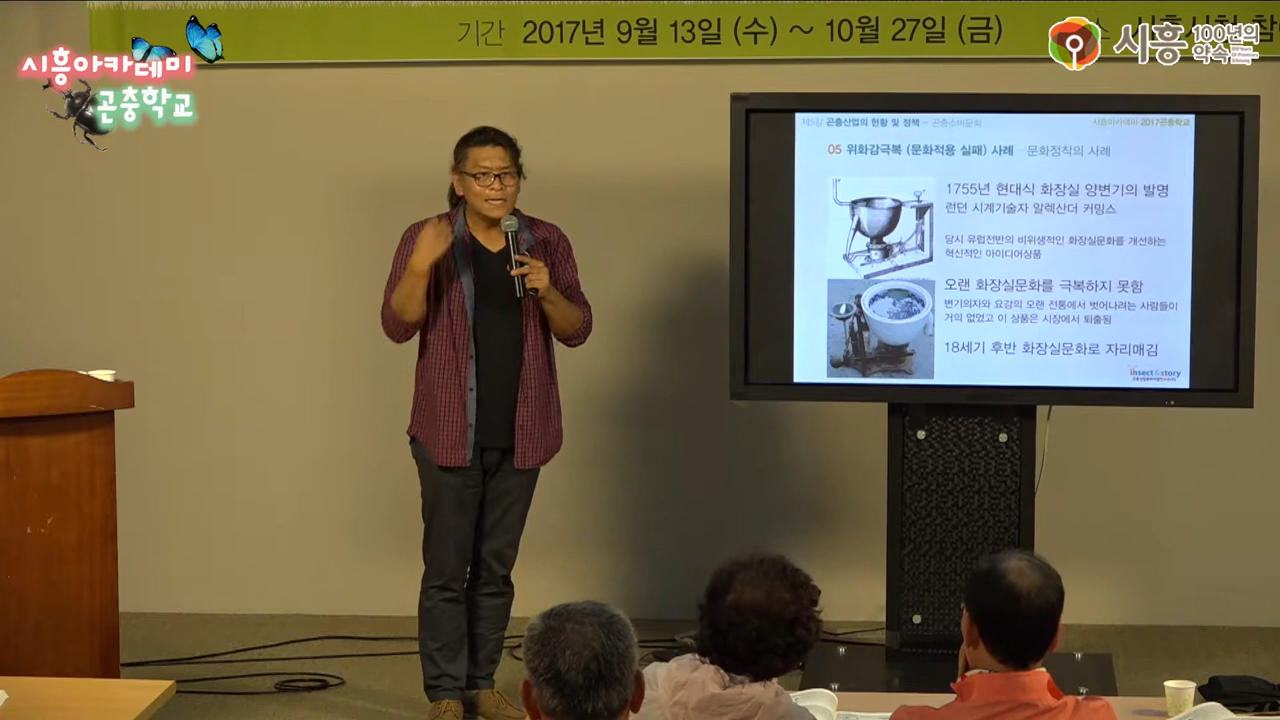 기간 2017년 9월 13일 (수) ~ 10월 27일 (금)
시흥 100년의 약속
시흥아카데미
곤충학교
제5강 곤충산업의 현황 및 정책 - 곤충소비문화
시흥아카데미 2017곤충학교
05 위화감극복 (문화적용 실패) 사례 - 문화정착의 사례
1755년 현대식 화장실 양변기의 발명
런던 시계기술자 알렉산더 커밍스
당시 유럽전반의 비위생적인 화장실문화를 개선하는
혁신적인 아이디어상품
오랜 화장실문화를 극복하지 못함
변기의자와 요강의 오랜 전통에서 벗어나려는 사람들이
거의 없었고 이 상품은 시장에서 퇴출됨
18세기 후반 화장실문화로 자리매김
insect&story